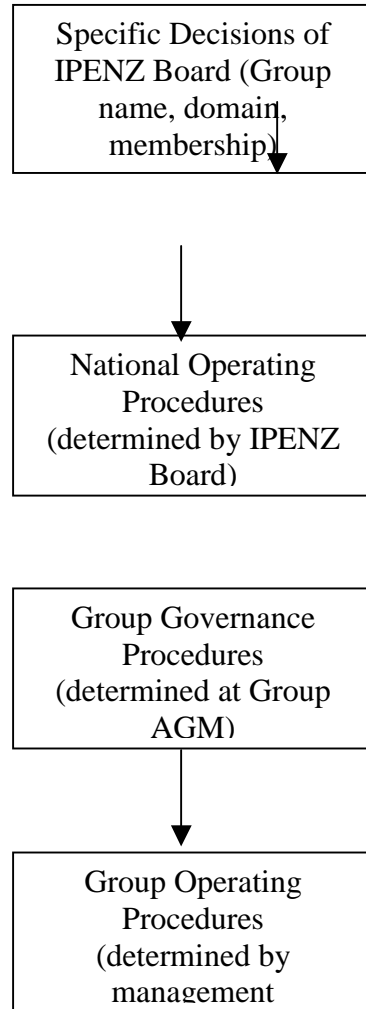 Specific Decisions of
IPENZ Board (Group
name, domain,
membership)
National Operating
Procedures
(determined by IPENZ
Board)
Group Governance
Procedures
(determined at Group
AGM)
Group Operating
Procedures
(determined by
management